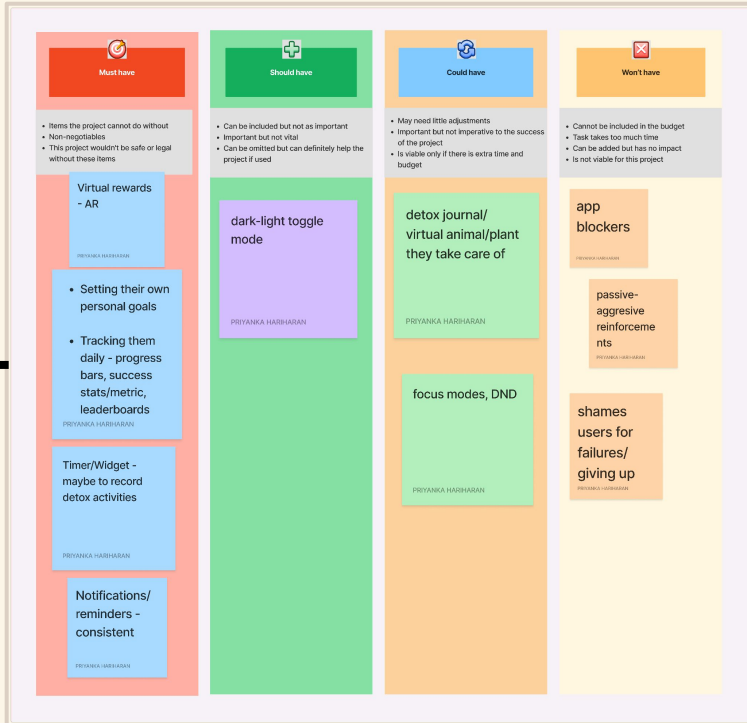 Must have
• Items the project cannot do without
• Non-negotiables
• This project wouldn't be safe or legal
without these items
Virtual rewards
- AR
PRIYANKA HARIHARAN
• Setting their own
personal goals
• Tracking them
daily - progress
bars, success
stats/metric,
leaderboards
PRIYANKA HARIHARAN
Timer/Widget -
maybe to record
detox activities
PRIYANKA HARIHARAN
Notifications/
reminders -
consistent
PRIYANKA HARIHARAN
Should have
• Can be included but not as important
• Important but not vital
• Can be omitted but can definitely help the
project if used
dark-light toggle
mode
PRIYANKA HARIHARAN
Could have
• May need little adjustments
• Important but not imperative to the success
of the project
• Is viable only if there is extra time and
budget
detox journal/
virtual animal/plant
they take care of
PRIYANKA HARIHARAN
focus modes, DND
PRIYANKA HARIHARAN
Won't have
• Cannot be included in the budget
• Task takes too much time
• Can be added but has no impact
• Is not viable for this project
app
blockers
PRIYANKA HARIHARAN
passive-
aggresive
reinforceme
nts
PRIYANKA HARIHARAN
shames
users for
failures/
giving up
PRIYANKA HARIHARAN